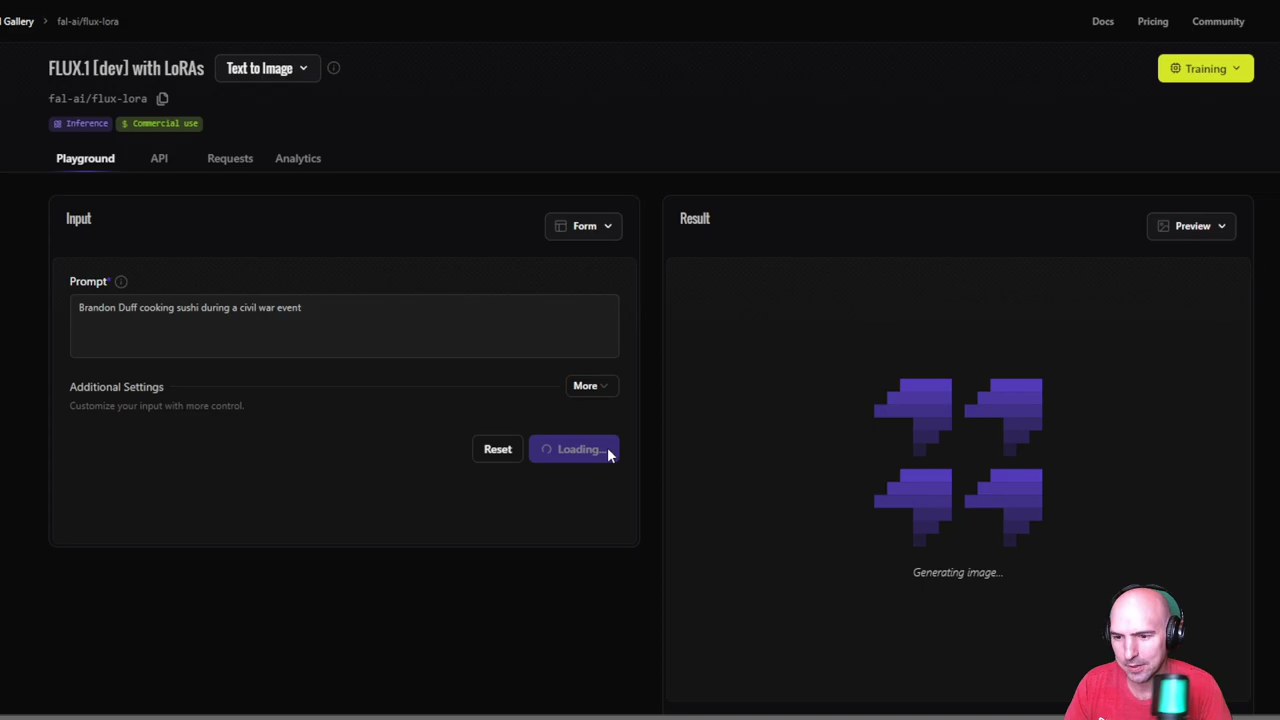 Gallery > fal-ai/flux-lora
Docs Pricing Community
FLUX.1 [dev] with LoRAs Text to Image
Training
fal-ai/flux-lora
Inference $ Commercial use
Playground API Requests Analytics
Input
Form
Result
Preview
Prompt*
Brandon Duff cooking sushi during a civil war event
Additional Settings
More
Customize your input with more control.
Reset Loading...
Generating image...